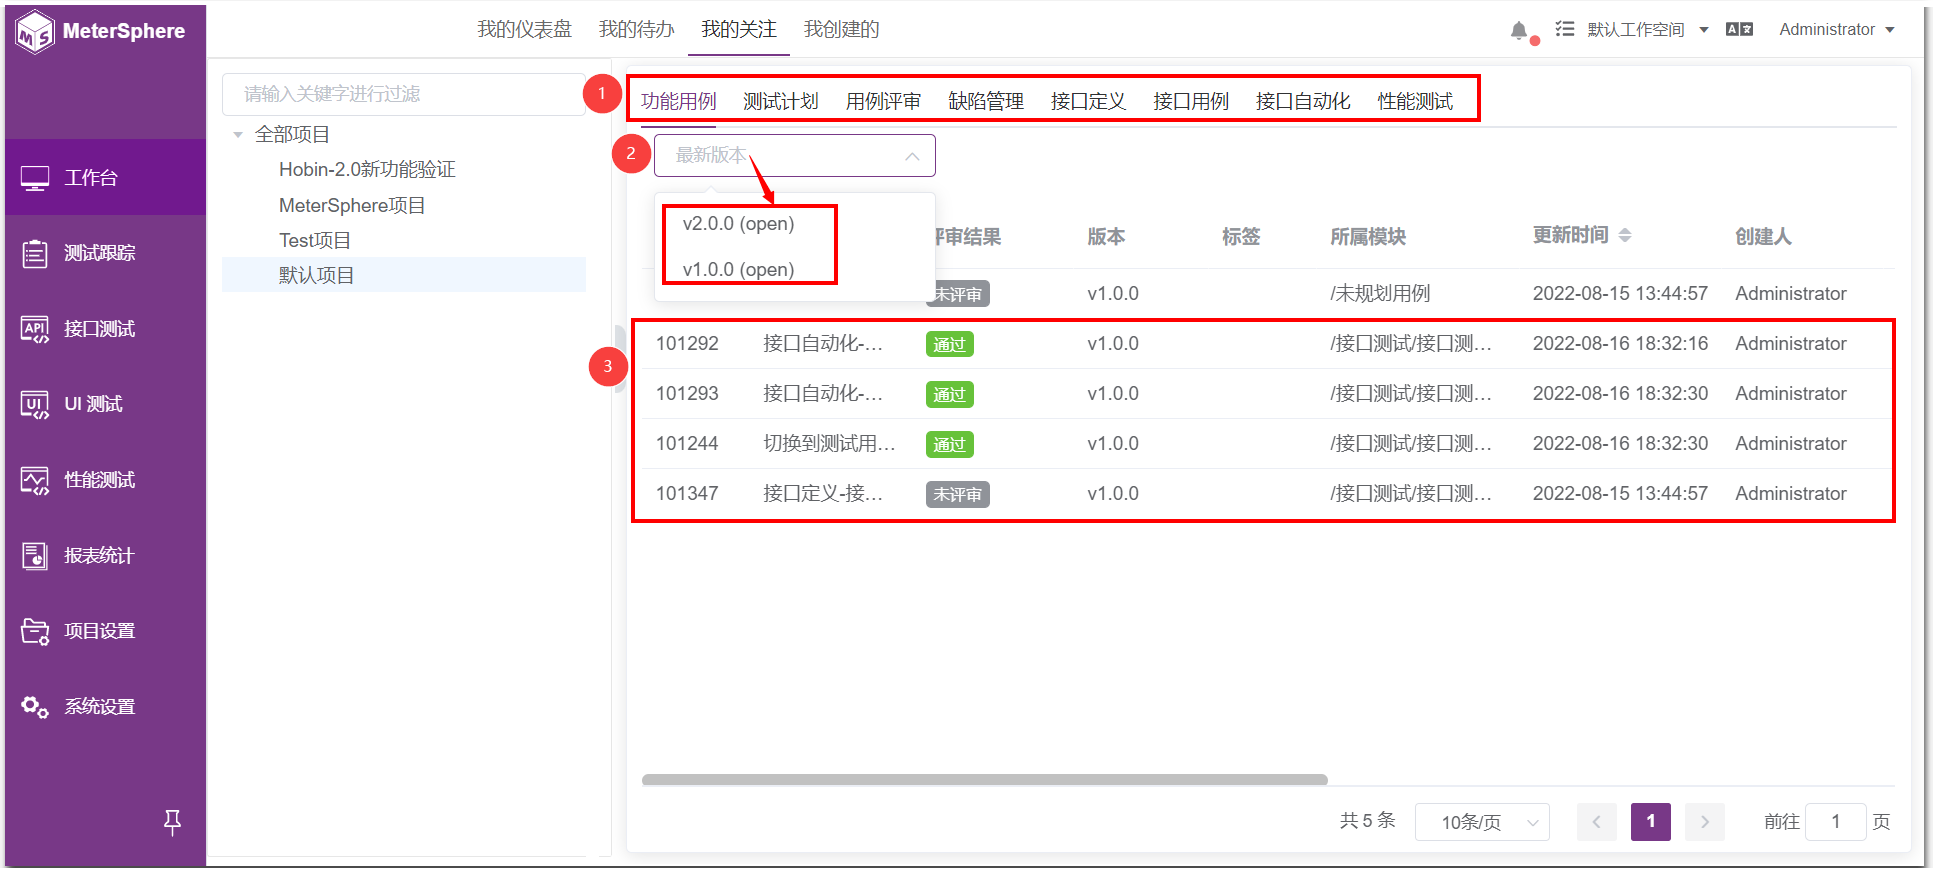 MeterSphere
我的仪表盘 我的待办 我的关注 我创建的
默认工作空间
Administrator
工作台
测试跟踪
接口测试
UI 测试
性能测试
报表统计
项目设置
系统设置
请输入关键字进行过滤
全部项目
Hobin-2.0新功能验证
MeterSphere项目
Test项目
默认项目
1
功能用例 测试计划 用例评审 缺陷管理 接口定义 接口用例 接口自动化 性能测试
2
最新版本
v2.0.0 (open)
v1.0.0 (open)
评审结果 版本 标签 所属模块 更新时间 创建人
未评审 v1.0.0 /未规划用例 2022-08-15 13:44:57 Administrator
3
101292 接口自动化-... 通过 v1.0.0 /接口测试/接口测... 2022-08-16 18:32:16 Administrator
101293 接口自动化-... 通过 v1.0.0 /接口测试/接口测... 2022-08-16 18:32:30 Administrator
101244 切换到测试用... 通过 v1.0.0 /接口测试/接口测... 2022-08-16 18:32:30 Administrator
101347 接口定义-接... 未评审 v1.0.0 /接口测试/接口测... 2022-08-15 13:44:57 Administrator
共 5 条 10条/页 1 前往 1 页